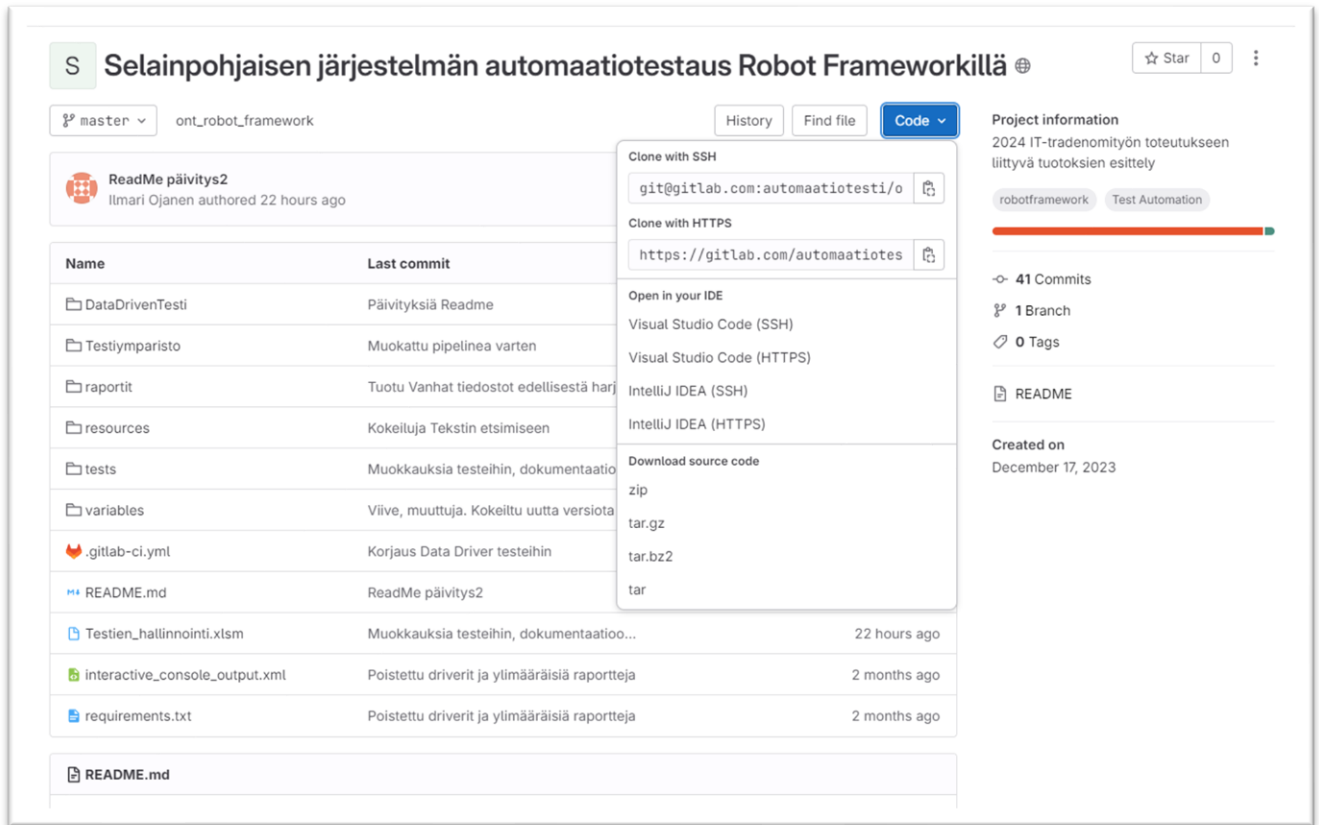 S Selainpohjaisen järjestelmän automaatiotestaus Robot Frameworkillä
Star 0
master ont_robot_framework History Find file Code
ReadMe päivitys2
Ilmari Ojanen authored 22 hours ago
Name Last commit
DataDrivenTesti Päivityksiä Readme
Testiymparisto Muokattu pipelinea varten
raportit Tuotu Vanhat tiedostot edellisestä harj
resources Kokeiluja Tekstin etsimiseen
tests Muokkauksia testeihin, dokumentaatio
variables Viive, muuttuja. Kokeiltu uutta versiota
.gitlab-ci.yml Korjaus Data Driver testeihin
README.md ReadMe päivitys2
Testien_hallinnointi.xlsm Muokkauksia testeihin, dokumentaatioo... 22 hours ago
interactive_console_output.xml Poistettu driverit ja ylimääräisiä raportteja 2 months ago
requirements.txt Poistettu driverit ja ylimääräisiä raportteja 2 months ago
README.md
Clone with SSH
git@gitlab.com:automaatiotesti/o
Clone with HTTPS
https://gitlab.com/automaatiotes
Open in your IDE
Visual Studio Code (SSH)
Visual Studio Code (HTTPS)
IntelliJ IDEA (SSH)
IntelliJ IDEA (HTTPS)
Download source code
zip
tar.gz
tar.bz2
tar
Project information
2024 IT-tradenomityön toteutukseen
liittyvä tuotoksien esittely
robotframework Test Automation
41 Commits
1 Branch
0 Tags
README
Created on
December 17, 2023